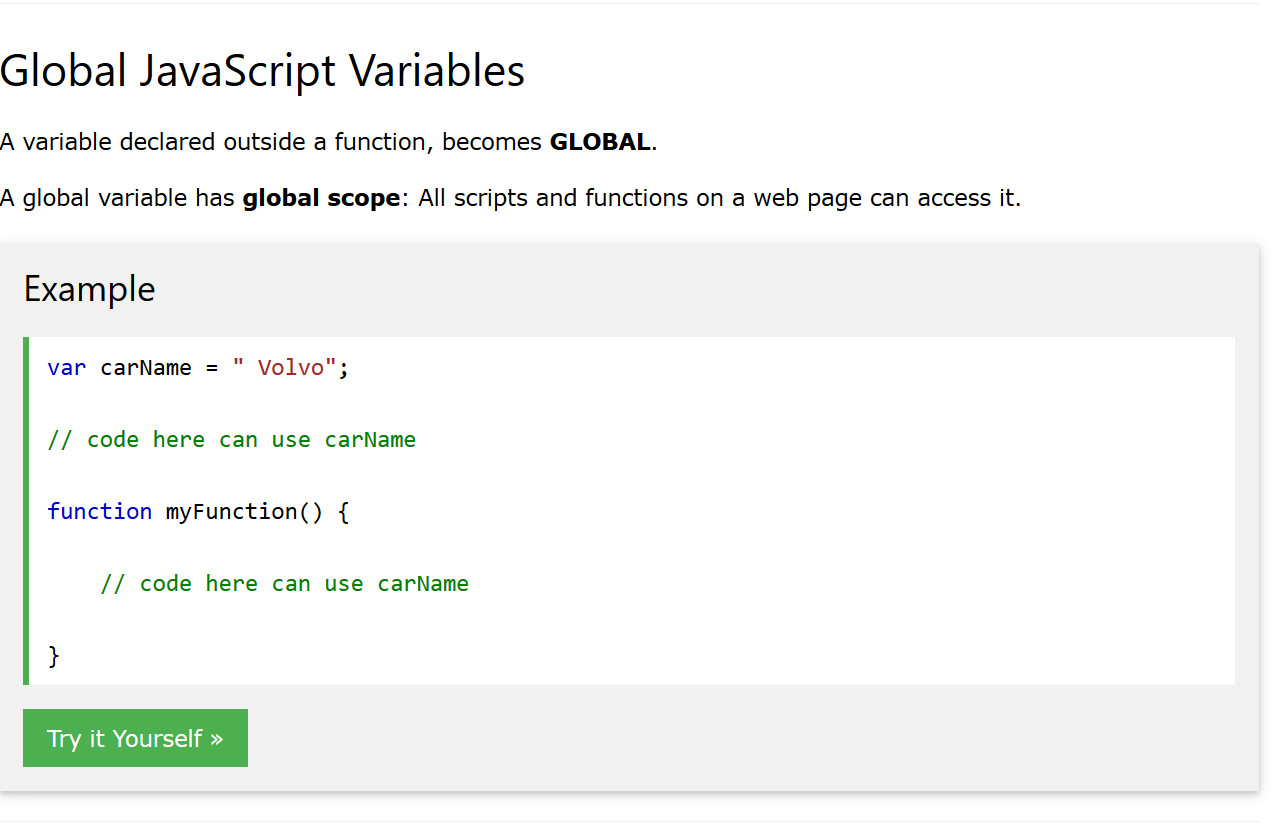 Global JavaScript Variables
A variable declared outside a function, becomes GLOBAL.
A global variable has global scope: All scripts and functions on a web page can access it.
Example
var carName = " Volvo";
// code here can use carName
function myFunction() {
    // code here can use carName
}
Try it Yourself »